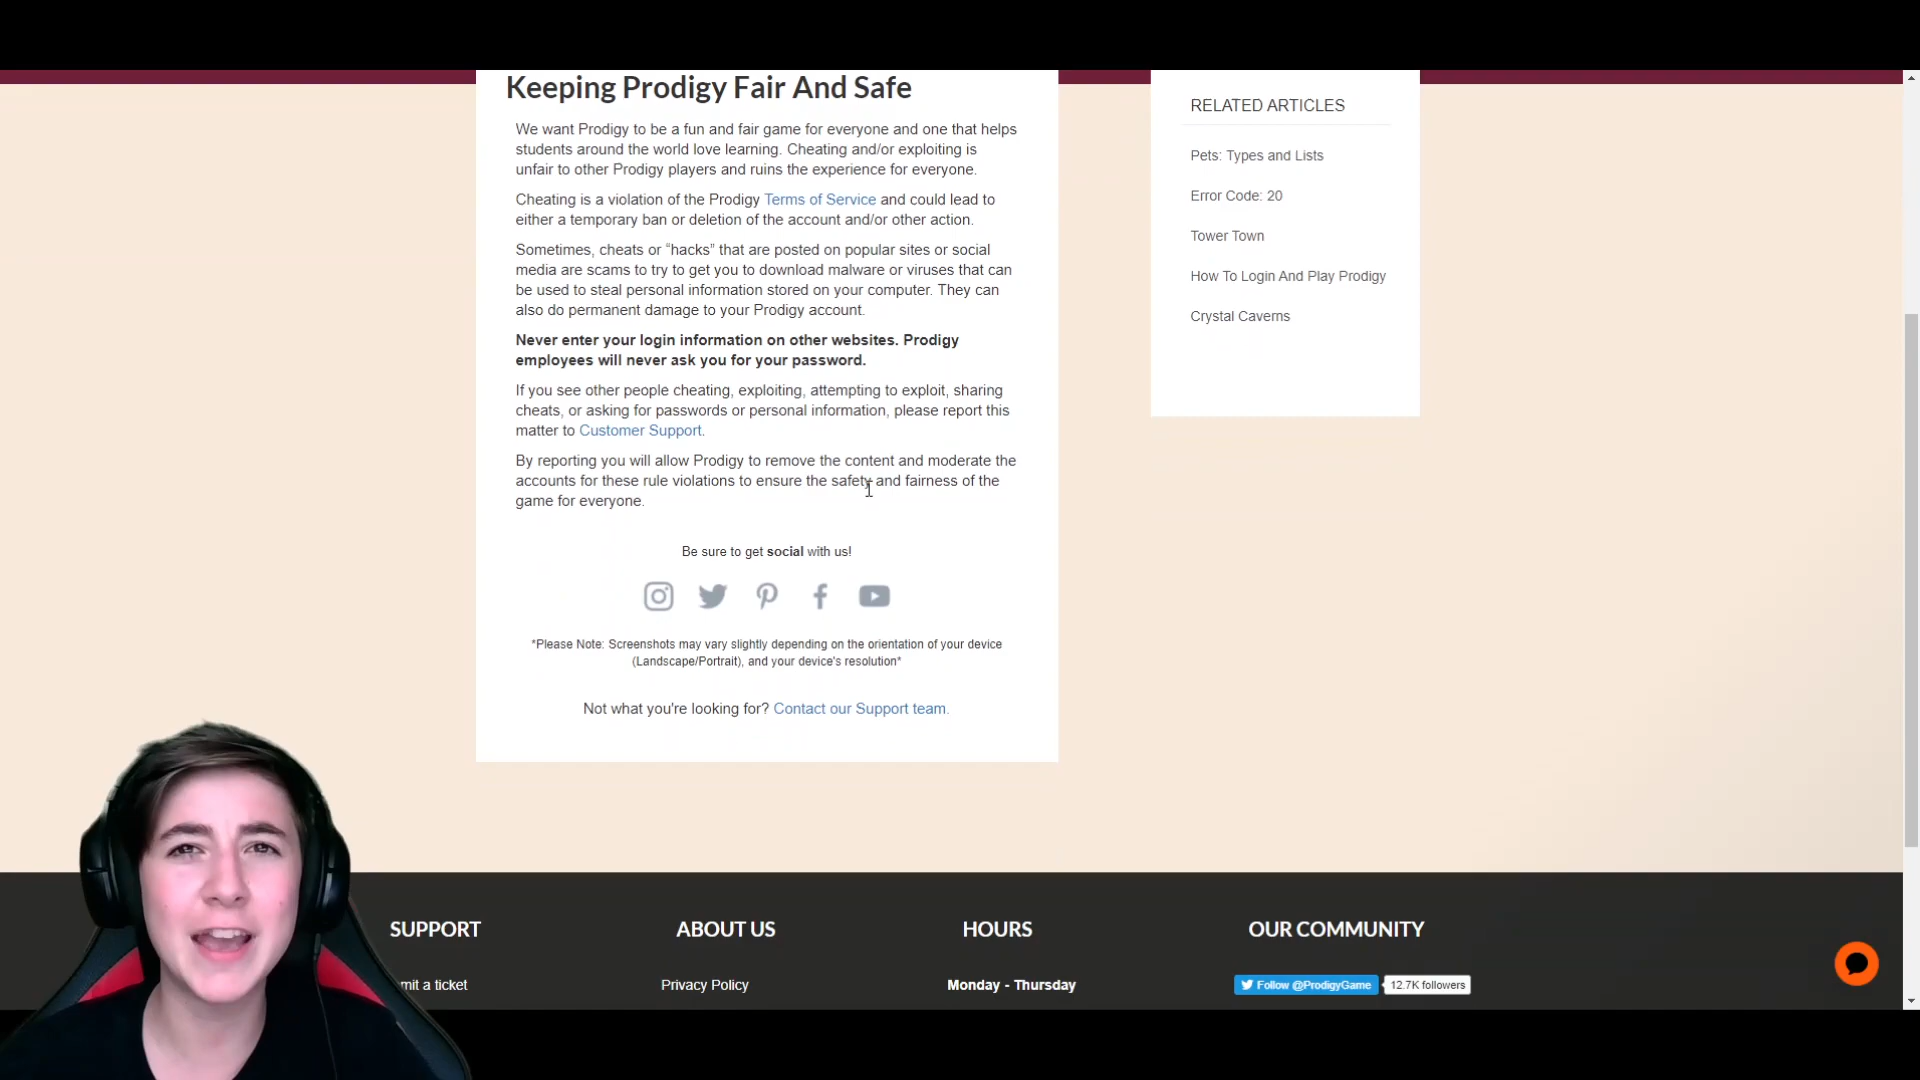 Keeping Prodigy Fair And Safe
We want Prodigy to be a fun and fair game for everyone and one that helps
students around the world love learning. Cheating and/or exploiting is
unfair to other Prodigy players and ruins the experience for everyone.
Cheating is a violation of the Prodigy Terms of Service and could lead to
either a temporary ban or deletion of the account and/or other action.
Sometimes, cheats or “hacks” that are posted on popular sites or social
media are scams to try to get you to download malware or viruses that can
be used to steal personal information stored on your computer. They can
also do permanent damage to your Prodigy account.
Never enter your login information on other websites. Prodigy
employees will never ask you for your password.
If you see other people cheating, exploiting, attempting to exploit, sharing
cheats, or asking for passwords or personal information, please report this
matter to Customer Support.
By reporting you will allow Prodigy to remove the content and moderate the
accounts for these rule violations to ensure the safety and fairness of the
game for everyone.
Be sure to get social with us!
*Please Note: Screenshots may vary slightly depending on the orientation of your device
(Landscape/Portrait), and your device's resolution*
Not what you're looking for? Contact our Support team.
RELATED ARTICLES
Pets: Types and Lists
Error Code: 20
Tower Town
How To Login And Play Prodigy
Crystal Caverns
SUPPORT
mit a ticket
ABOUT US
Privacy Policy
HOURS
Monday - Thursday
OUR COMMUNITY
Follow @ProdigyGame
12.7K followers